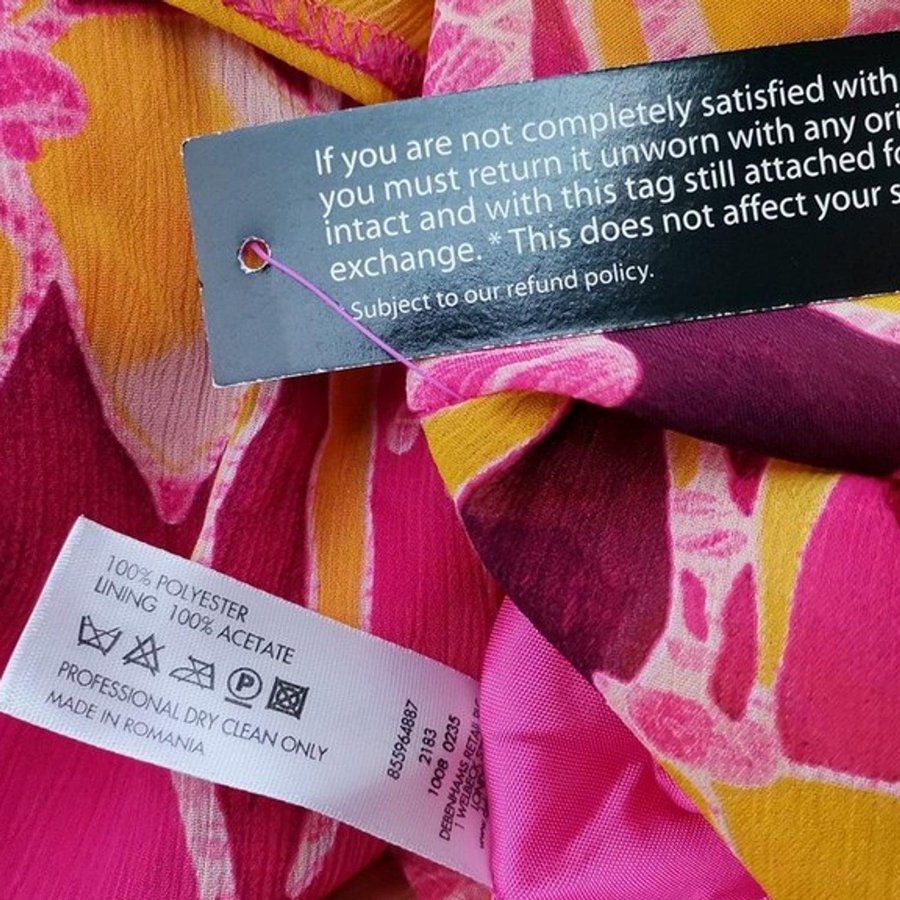 If you are not completely satisfied with
you must return it unworn with any ori
intact and with this tag still attached fo
exchange. * This does not affect your s
Subject to our refund policy.
100% POLYESTER
LINING 100% ACETATE
P
PROFESSIONAL DRY CLEAN ONLY
MADE IN ROMANIA
855964887
2183
1008 0235
DEBENHAMS RETAIL
1 WELBECK